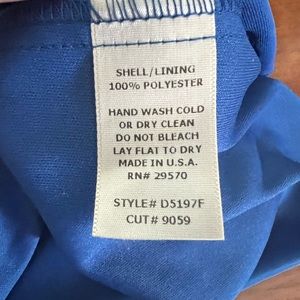 SHELL/LINING
100% POLYESTER
HAND WASH COLD
OR DRY CLEAN
DO NOT BLEACH
LAY FLAT TO DRY
MADE IN U.S.A.
RN# 29570
STYLE# D5197F
CUT# 9059